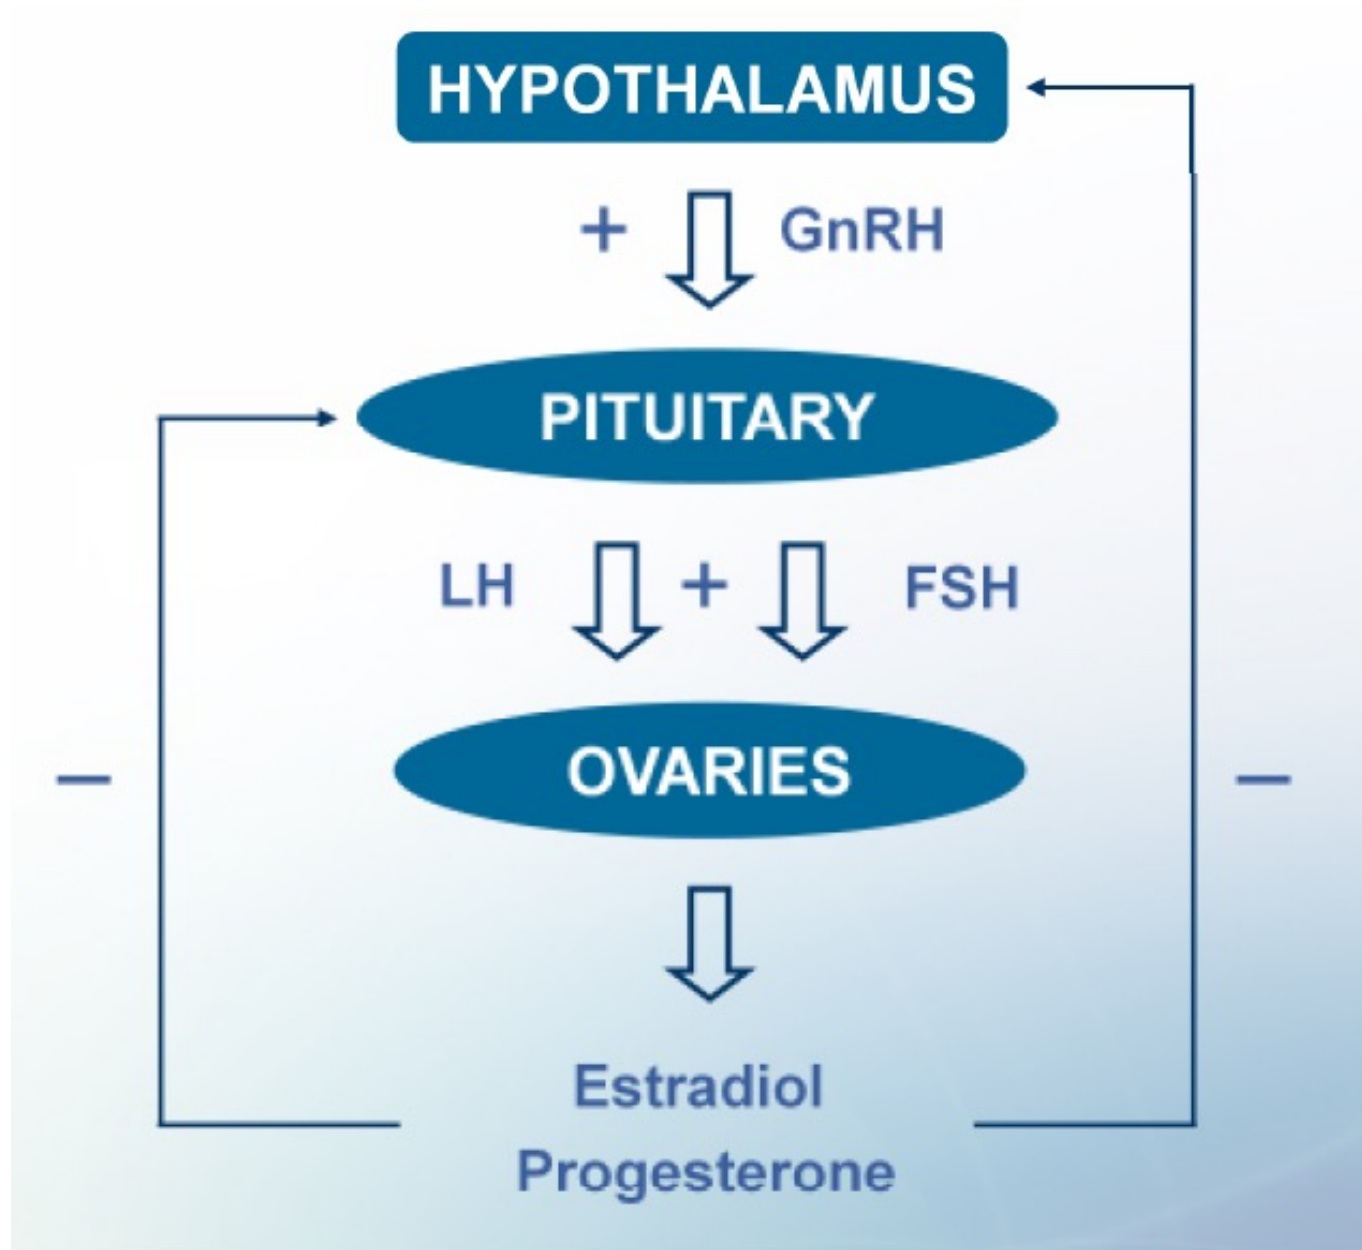 HYPOTHALAMUS
+ GnRH
PITUITARY
LH + FSH
OVARIES
– –
Estradiol
Progesterone